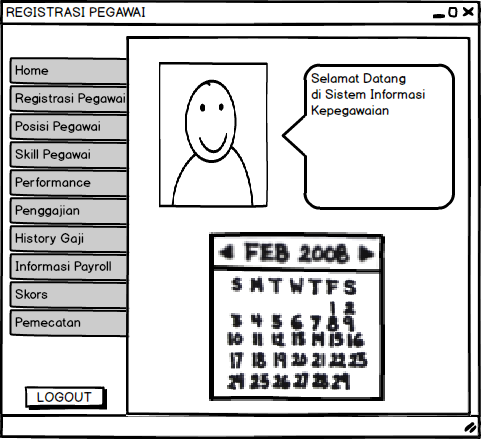 REGISTRASI PEGAWAI
Home
Registrasi Pegawai
Posisi Pegawai
Skill Pegawai
Performance
Penggajian
History Gaji
Informasi Payroll
Skors
Pemecatan
LOGOUT
Selamat Datang
di Sistem Informasi
Kepegawaian
FEB 2008
S M T W T F S
1 2
3 4 5 6 7 8 9
10 11 12 13 14 15 16
17 18 19 20 21 22 23
24 25 26 27 28 29